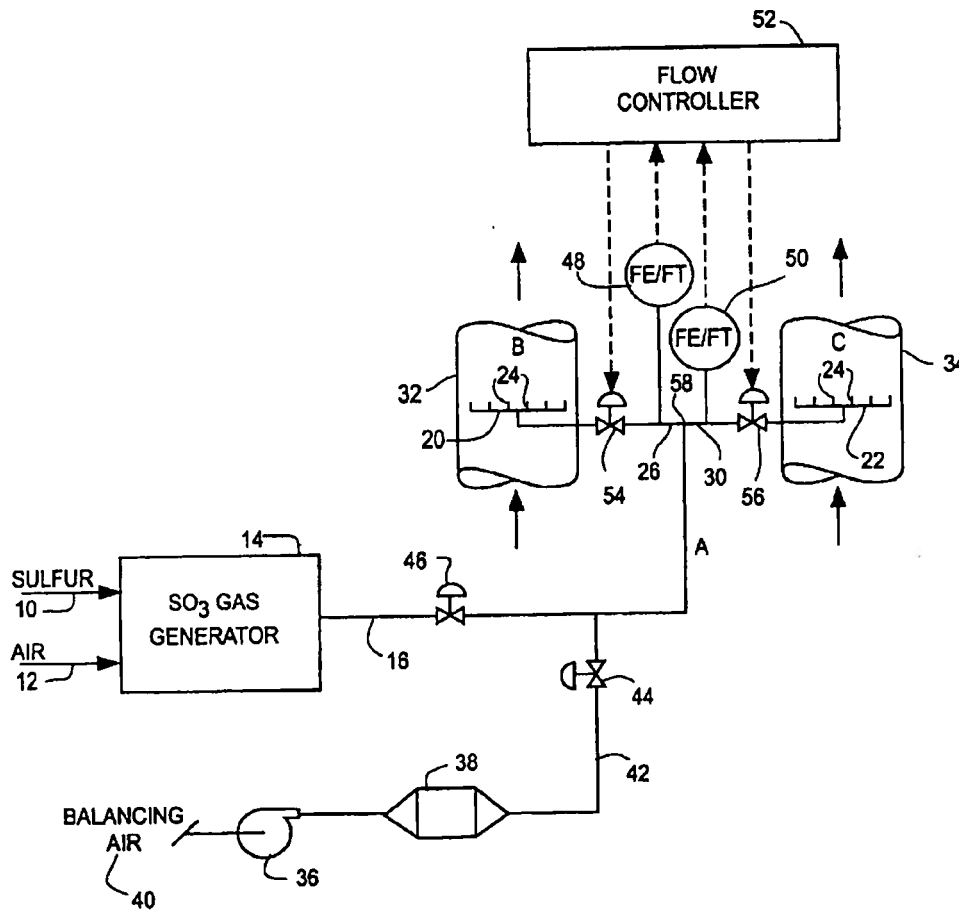 52
FLOW
CONTROLLER
48
FE/FT
50
FE/FT
B
C
32
24
58
24
34
20
54
26
30
56
22
A
14
46
SULFUR
10
SO₃ GAS
GENERATOR
16
AIR
12
44
42
38
BALANCING
AIR
40
36